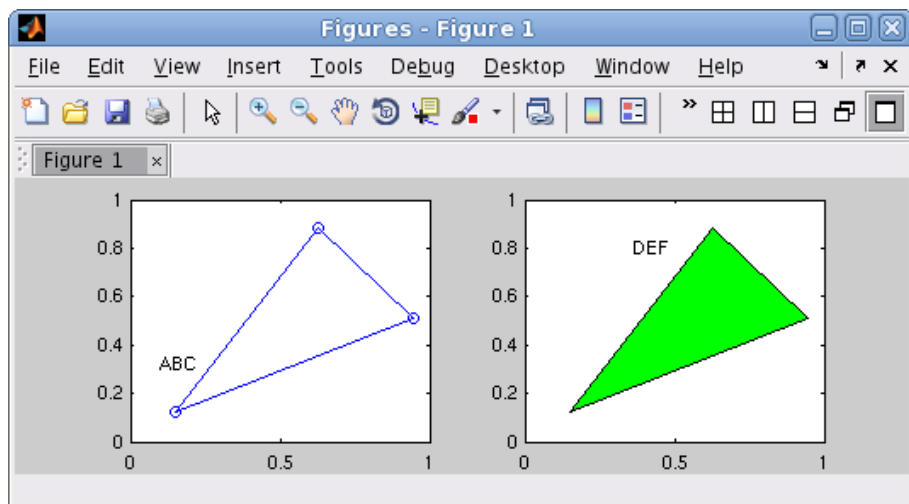 Figures - Figure 1
File Edit View Insert Tools Debug Desktop Window Help
Figure 1
1
0.8
0.6
0.4
0.2
0
0 0.5 1
ABC
1
0.8
0.6
0.4
0.2
0
0 0.5 1
DEF